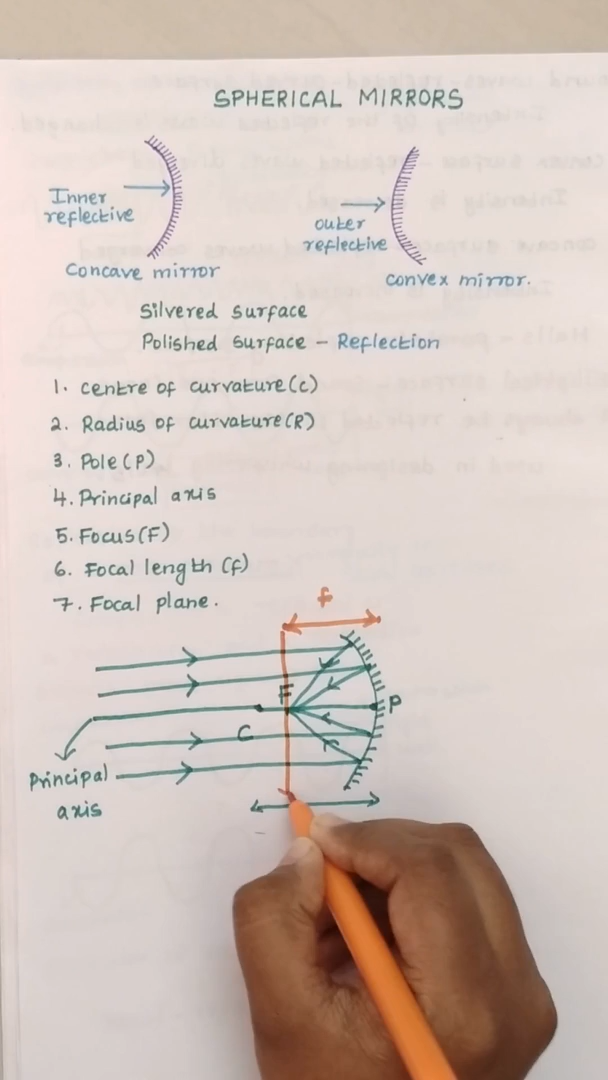 SPHERICAL MIRRORS
Inner
reflective
outer
reflective
Concave mirror
convex mirror.
Silvered surface
Polished surface - Reflection
1. centre of curvature(c)
2. Radius of curvature(R)
3. Pole(P)
4. Principal axis
5. Focus(F)
6. Focal length (f)
7. Focal plane.
f
F
P
C
Principal
axis